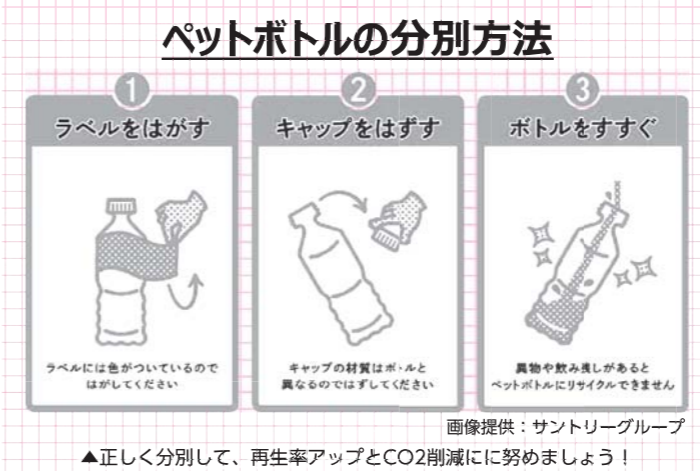 ペットボトルの分別方法
1
ラベルをはがす
ラベルには色がついているので
はがしてください
2
キャップをはずす
キャップの材質はボトルと
異なるのではずしてください
3
ボトルをすすぐ
異物や飲み残しがあると
ペットボトルにリサイクルできません
画像提供：サントリーグループ
▲正しく分別して、再生率アップとCO2削減にに努めましょう！